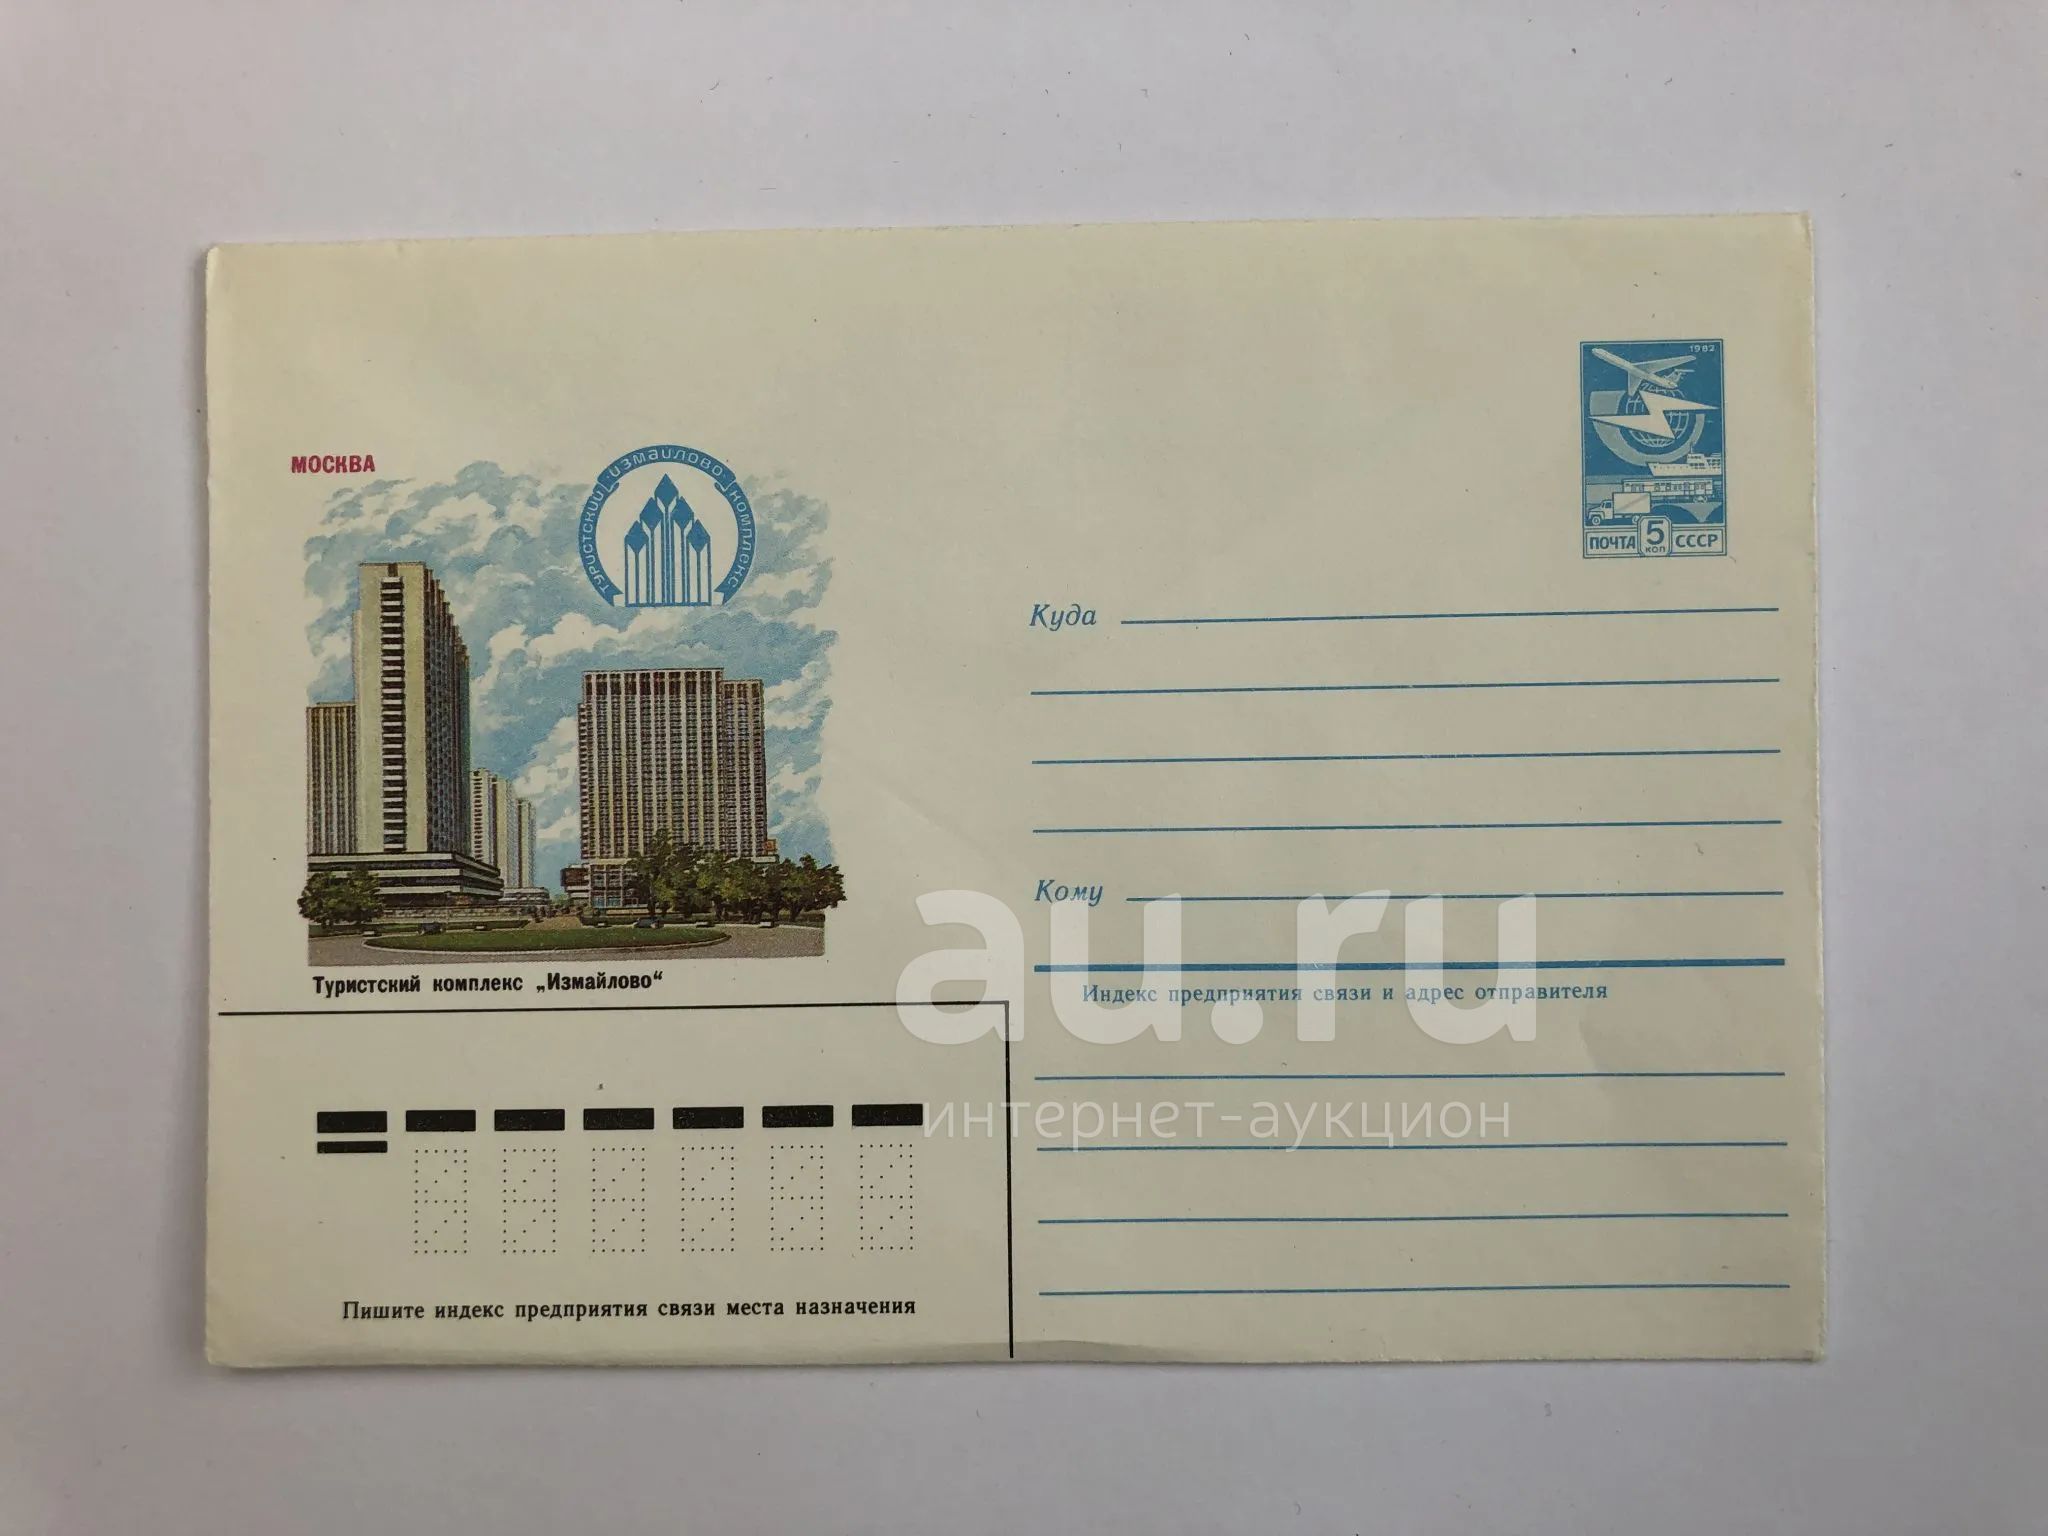 1982
ПОЧТА 5 КОП СССР
МОСКВА
ТУРИСТСКИЙ ИЗМАЙЛОВО КОМПЛЕКС
Куда
Кому
Туристский комплекс „Измайлово“
Индекс предприятия связи и адрес отправителя
Пишите индекс предприятия связи места назначения
au.ru
интернет-аукцион